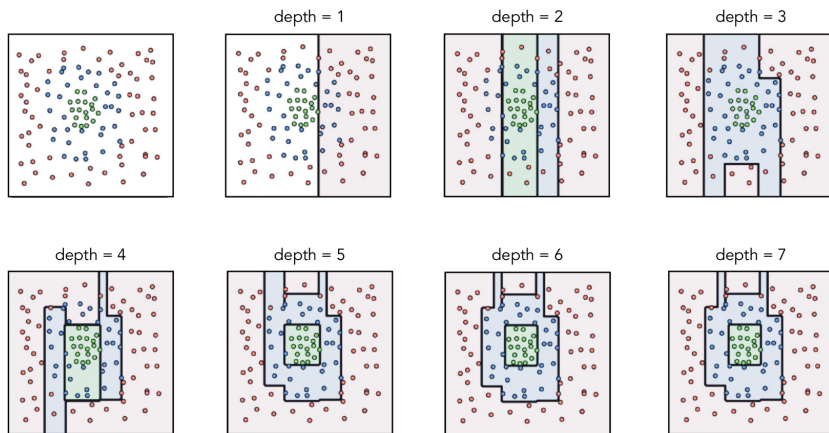 depth = 1
depth = 2
depth = 3
depth = 4
depth = 5
depth = 6
depth = 7